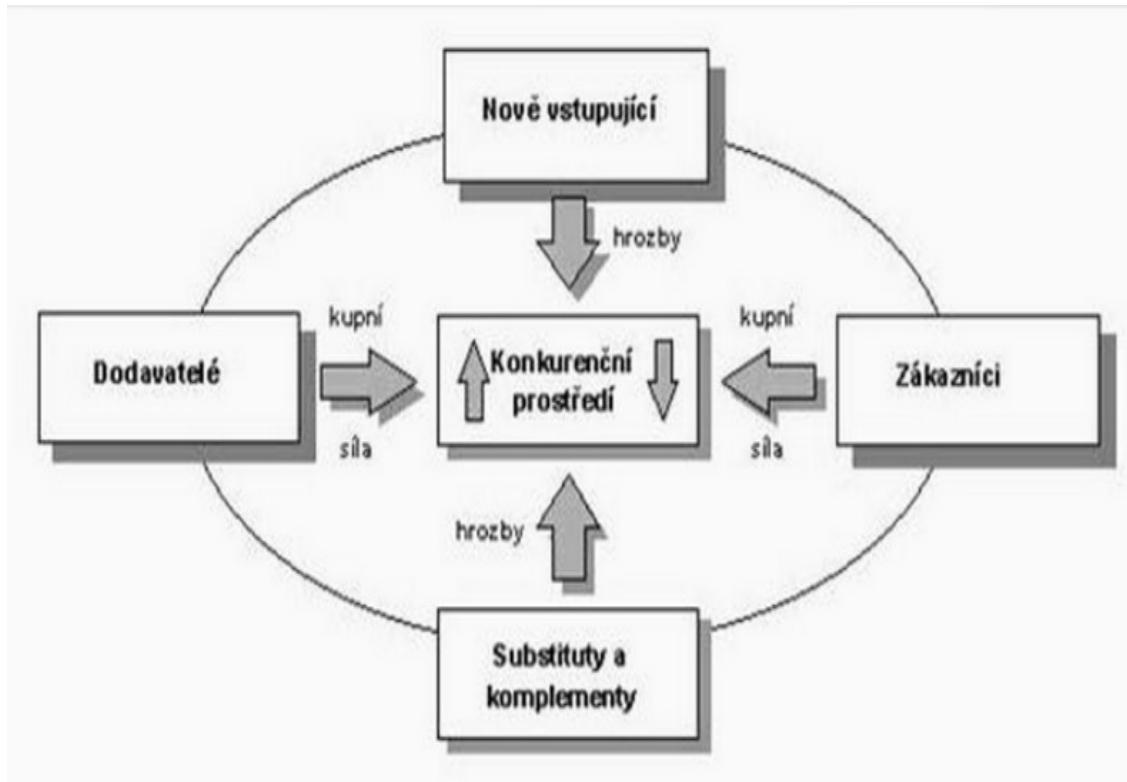 Nově vstupující
hrozby
kupní
Dodavatelé
síla
Konkurenční
prostředí
kupní
Zákazníci
síla
hrozby
Substituty a
komplementy